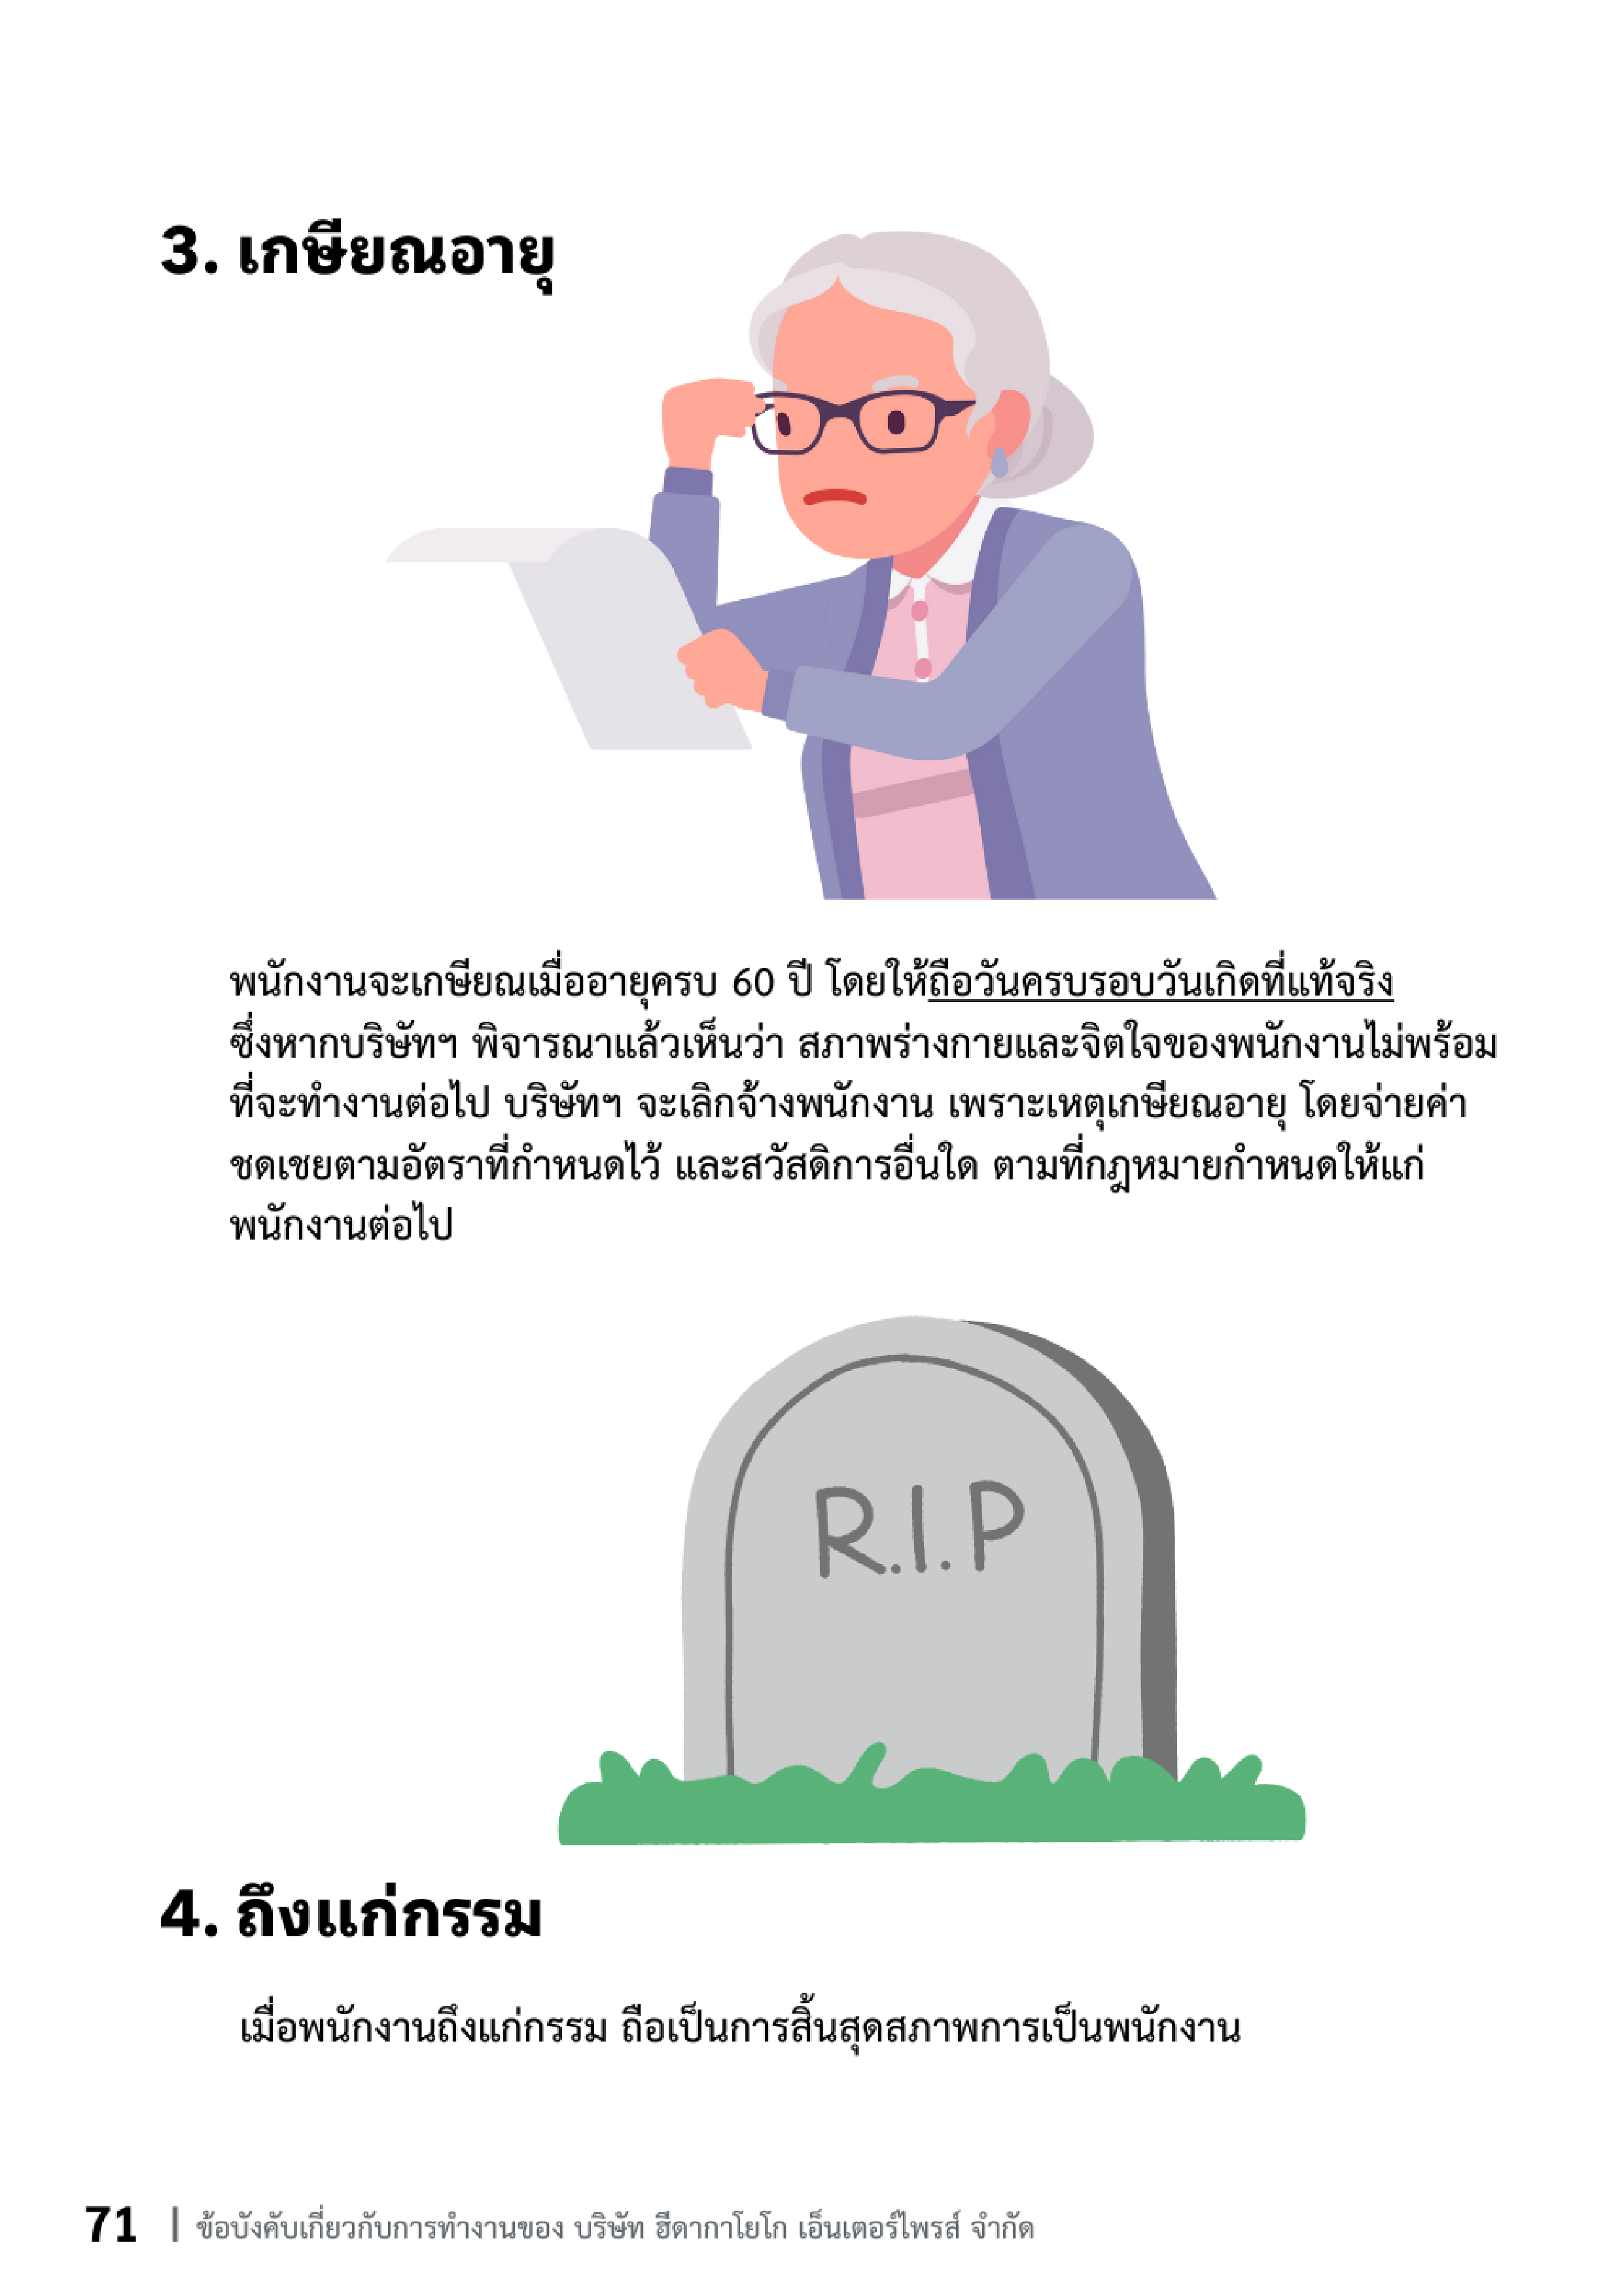 3. เกษียณอายุ
พนักงานจะเกษียณเมื่ออายุครบ 60 ปี โดยให้ถือวันครบรอบวันเกิดที่แท้จริง
ซึ่งหากบริษัทฯ พิจารณาแล้วเห็นว่า สภาพร่างกายและจิตใจของพนักงานไม่พร้อม
ที่จะทำงานต่อไป บริษัทฯ จะเลิกจ้างพนักงาน เพราะเหตุเกษียณอายุ โดยจ่ายค่า
ชดเชยตามอัตราที่กำหนดไว้ และสวัสดิการอื่นใด ตามที่กฎหมายกำหนดให้แก่
พนักงานต่อไป
R.I.P
4. ถึงแก่กรรม
เมื่อพนักงานถึงแก่กรรม ถือเป็นการสิ้นสุดสภาพการเป็นพนักงาน
71 | ข้อบังคับเกี่ยวกับการทำงานของ บริษัท ฮีดากาโยโก เอ็นเตอร์ไพรส์ จำกัด